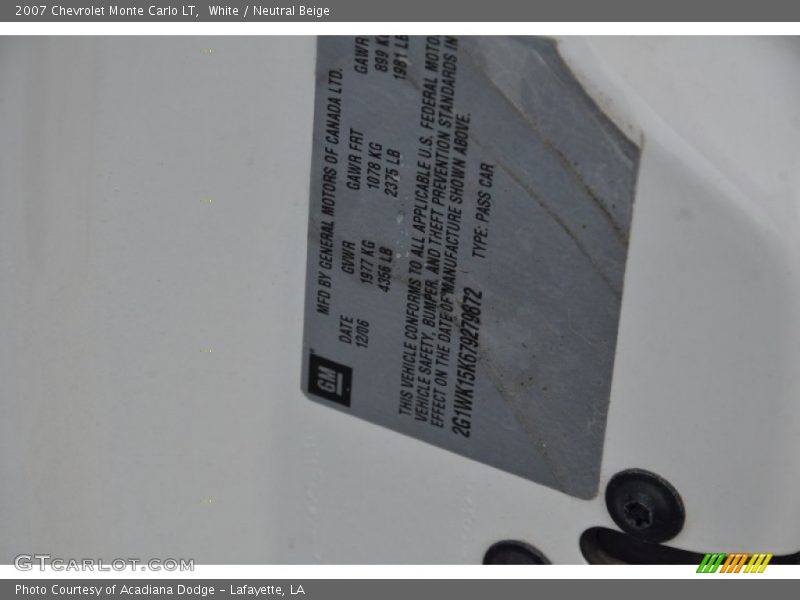 2007 Chevrolet Monte Carlo LT, White / Neutral Beige
MFD BY GENERAL MOTORS OF CANADA LTD.
DATE GVWR GAWR FRT GAWR
12/06 1977 KG 1078 KG 899 KG
4356 LB 2375 LB 1981 LB
THIS VEHICLE CONFORMS TO ALL APPLICABLE U.S. FEDERAL MOTO
VEHICLE SAFETY, BUMPER, AND THEFT PREVENTION STANDARDS IN
EFFECT ON THE DATE OF MANUFACTURE SHOWN ABOVE.
2G1WK15K679279672 TYPE: PASS CAR
GM
GTCARLOT.COM
Photo Courtesy of Acadiana Dodge - Lafayette, LA